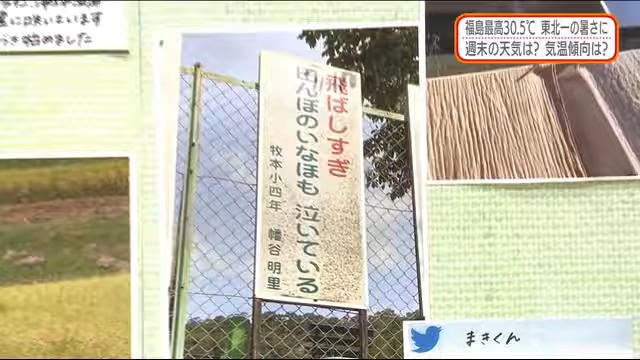 福島最高30.5℃ 東北一の暑さに
週末の天気は? 気温傾向は?
飛ばしすぎ
田んぼのいなほも 泣いている
牧本小四年 幡谷明里
まきくん